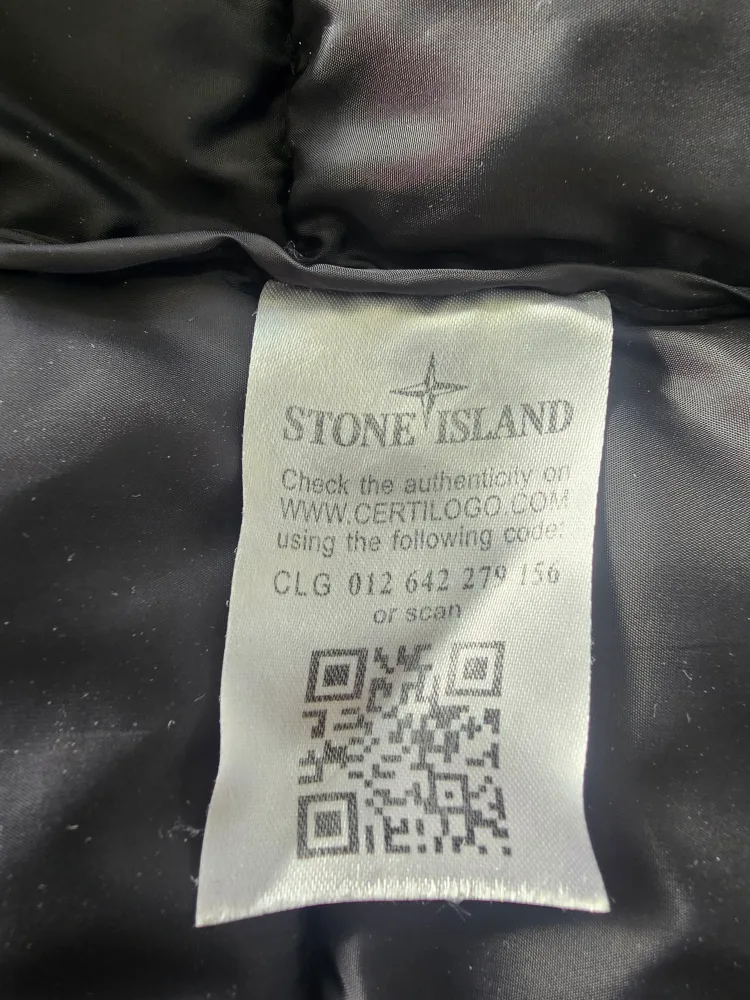 STONE ISLAND
Check the authenticity on
WWW.CERTILOGO.COM
using the following code:
CLG 012 642 279 156
or scan